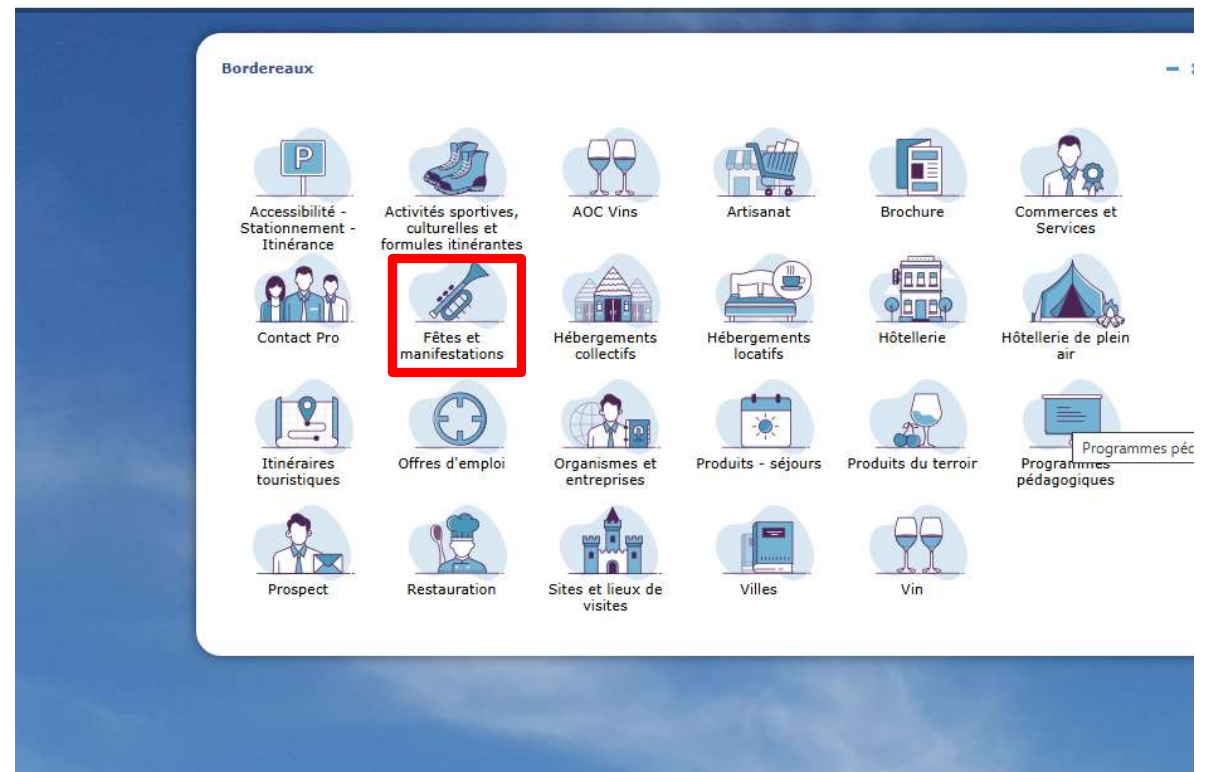 Bordereaux
P
Accessibilité -
Stationnement -
Itinérance
Activités sportives,
culturelles et
formules itinérantes
AOC Vins
Artisanat
Brochure
Commerces et
Services
Contact Pro
Fêtes et
manifestations
Hébergements
collectifs
Hébergements
locatifs
Hôtellerie
Hôtellerie de plein
air
Itinéraires
touristiques
Offres d'emploi
Organismes et
entreprises
Produits - séjours
Produits du terroir
Programmes
pédagogiques
Programmes péd
Prospect
Restauration
Sites et lieux de
visites
Villes
Vin